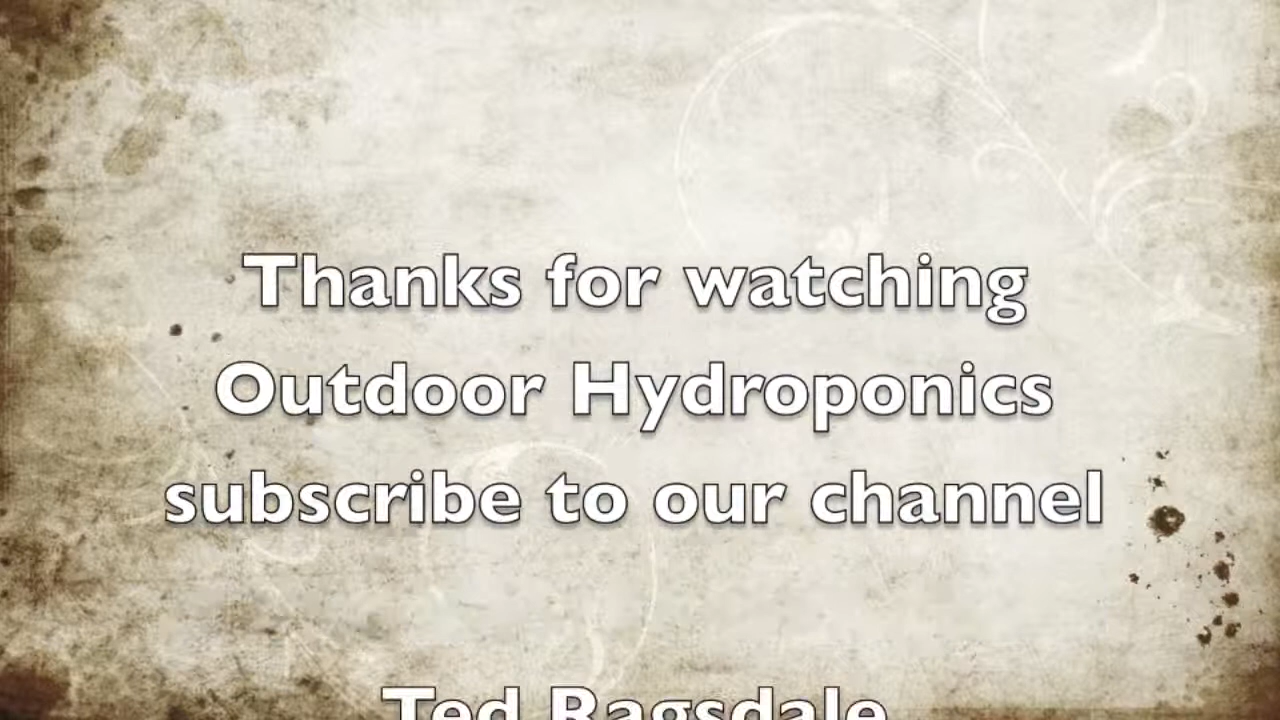 Thanks for watching
Outdoor Hydroponics
subscribe to our channel
Ted Ragsdale